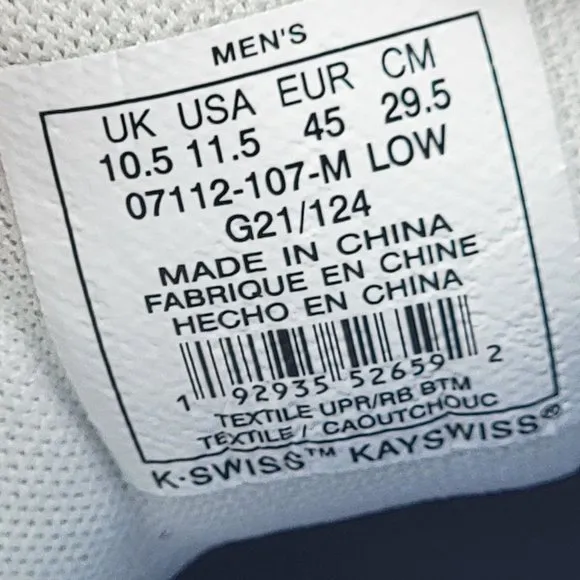 MEN'S
UK USA EUR CM
10.5 11.5 45 29.5
07112-107-M LOW
G21/124
MADE IN CHINA
FABRIQUE EN CHINE
HECHO EN CHINA
1 92935 52659 2
TEXTILE UPR/RB BTM
TEXTILE / CAOUTCHOUC
K·SWISS™ KAYSWISS®